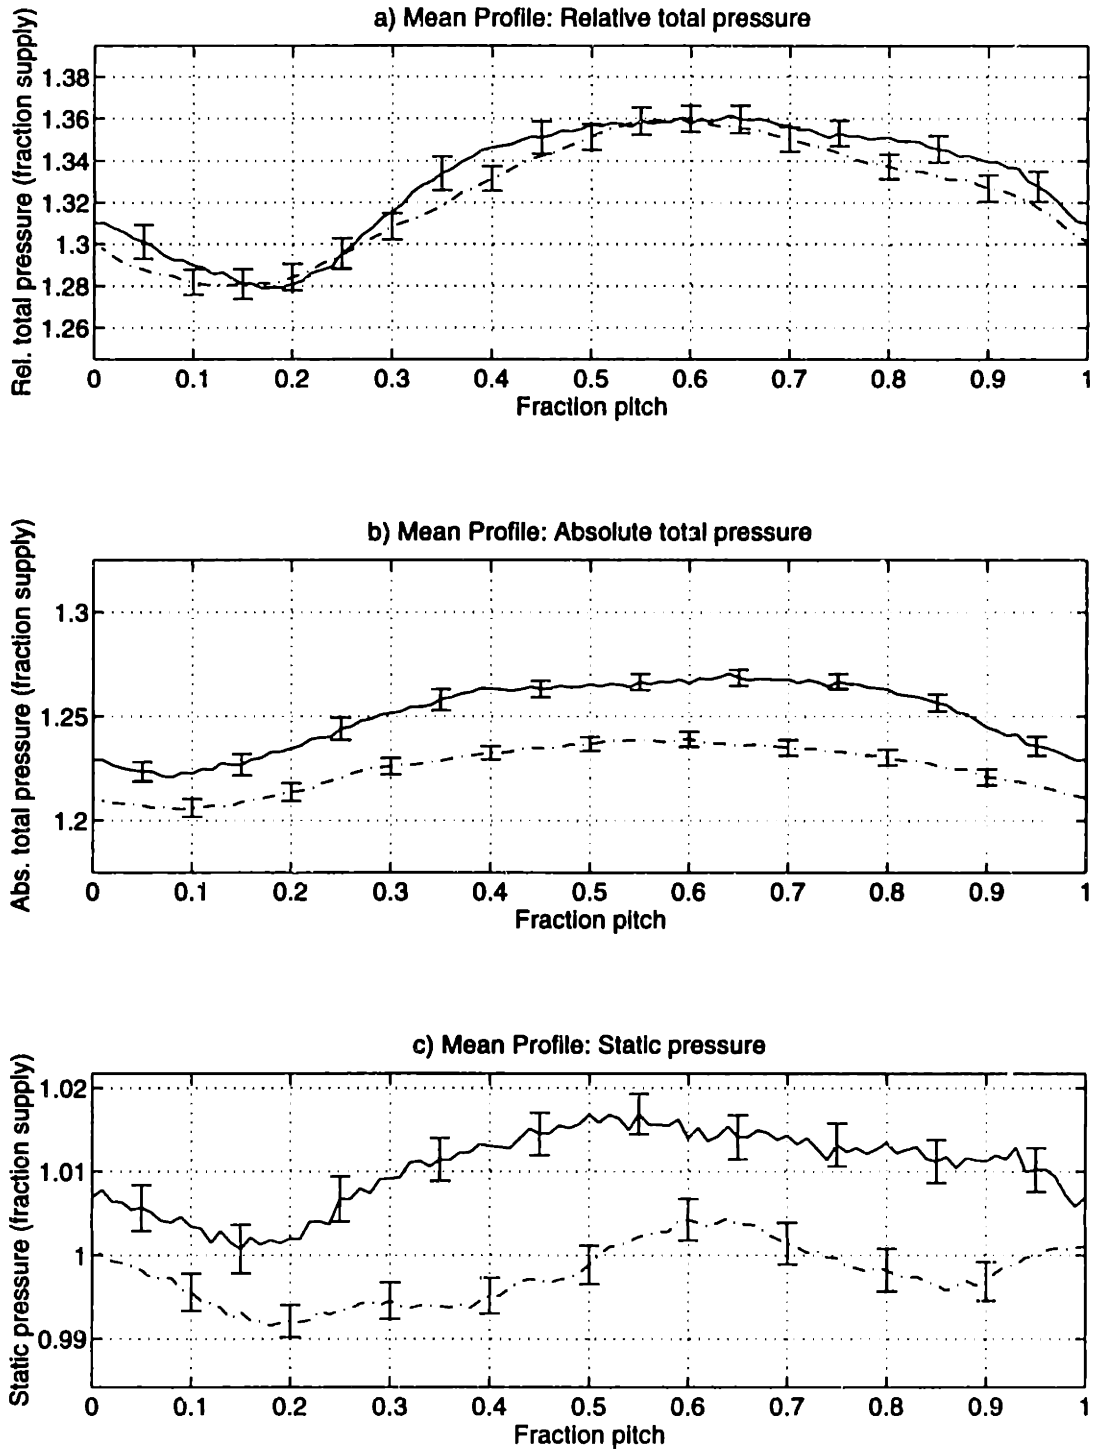 a) Mean Profile: Relative total pressure
Rel. total pressure (fraction supply)
1.38
1.36
1.34
1.32
1.3
1.28
1.26
0 0.1 0.2 0.3 0.4 0.5 0.6 0.7 0.8 0.9 1
Fraction pitch
b) Mean Profile: Absolute total pressure
Abs. total pressure (fraction supply)
1.3
1.25
1.2
0 0.1 0.2 0.3 0.4 0.5 0.6 0.7 0.8 0.9 1
Fraction pitch
c) Mean Profile: Static pressure
Static pressure (fraction supply)
1.02
1.01
1
0.99
0 0.1 0.2 0.3 0.4 0.5 0.6 0.7 0.8 0.9 1
Fraction pitch